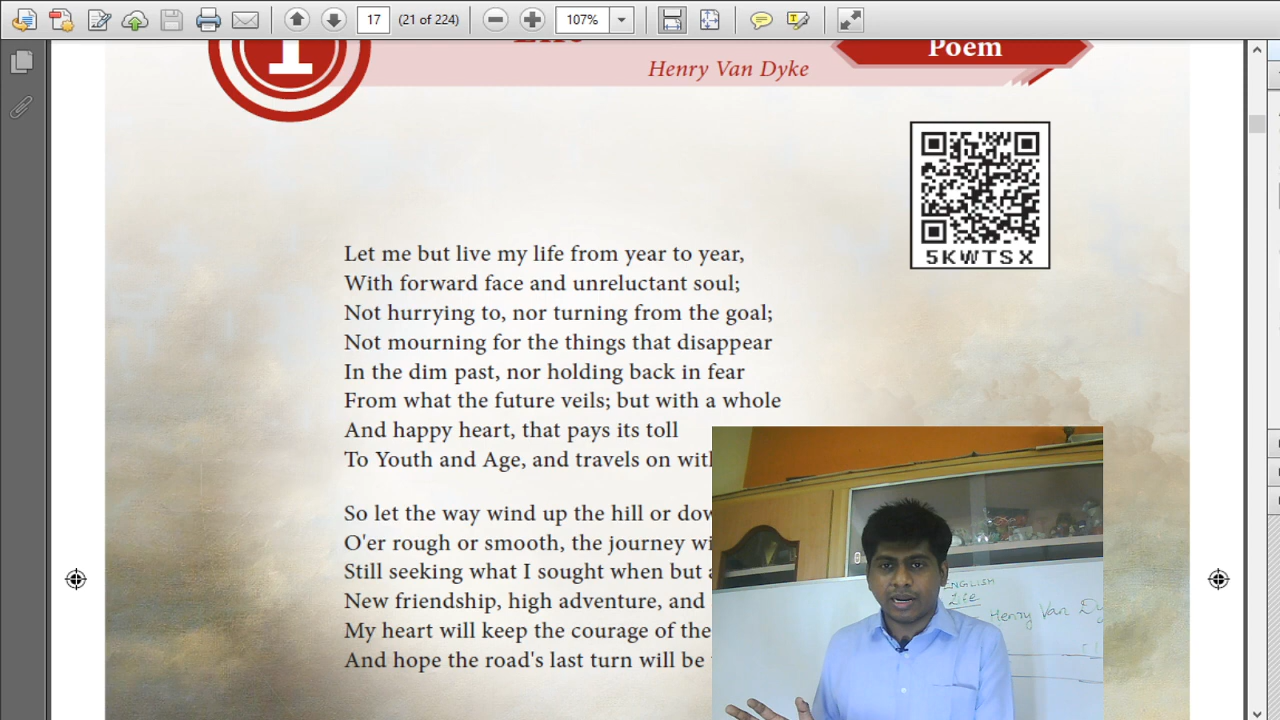 17
(21 of 224)
107%
1
Poem
Henry Van Dyke
5KWTSX
Let me but live my life from year to year,
With forward face and unreluctant soul;
Not hurrying to, nor turning from the goal;
Not mourning for the things that disappear
In the dim past, nor holding back in fear
From what the future veils; but with a whole
And happy heart, that pays its toll
To Youth and Age, and travels on
So let the way wind up the hill or
O'er rough or smooth, the journey
Still seeking what I sought when but
New friendship, high adventure, and
My heart will keep the courage of the
And hope the road's last turn will be
ENGLISH
Life
Henry Van